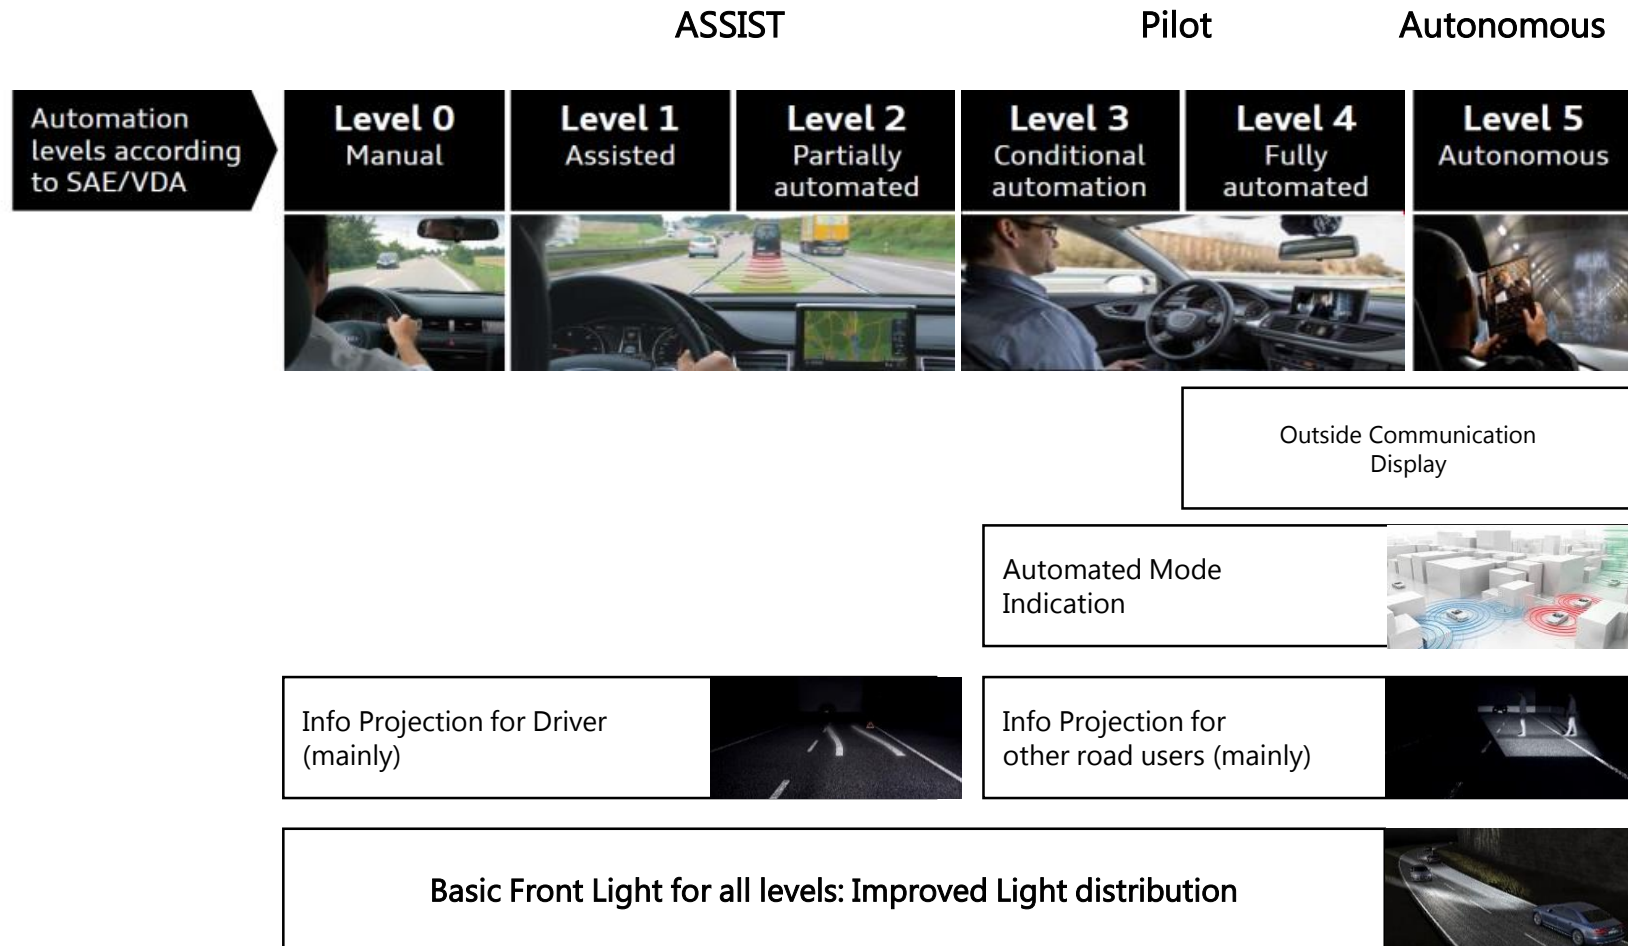 ASSIST
Pilot
Autonomous
Automation
levels according
to SAE/VDA
Level 0
Manual
Level 1
Assisted
Level 2
Partially
automated
Level 3
Conditional
automation
Level 4
Fully
automated
Level 5
Autonomous
Outside Communication
Display
Automated Mode
Indication
Info Projection for Driver
(mainly)
Info Projection for
other road users (mainly)
Basic Front Light for all levels: Improved Light distribution